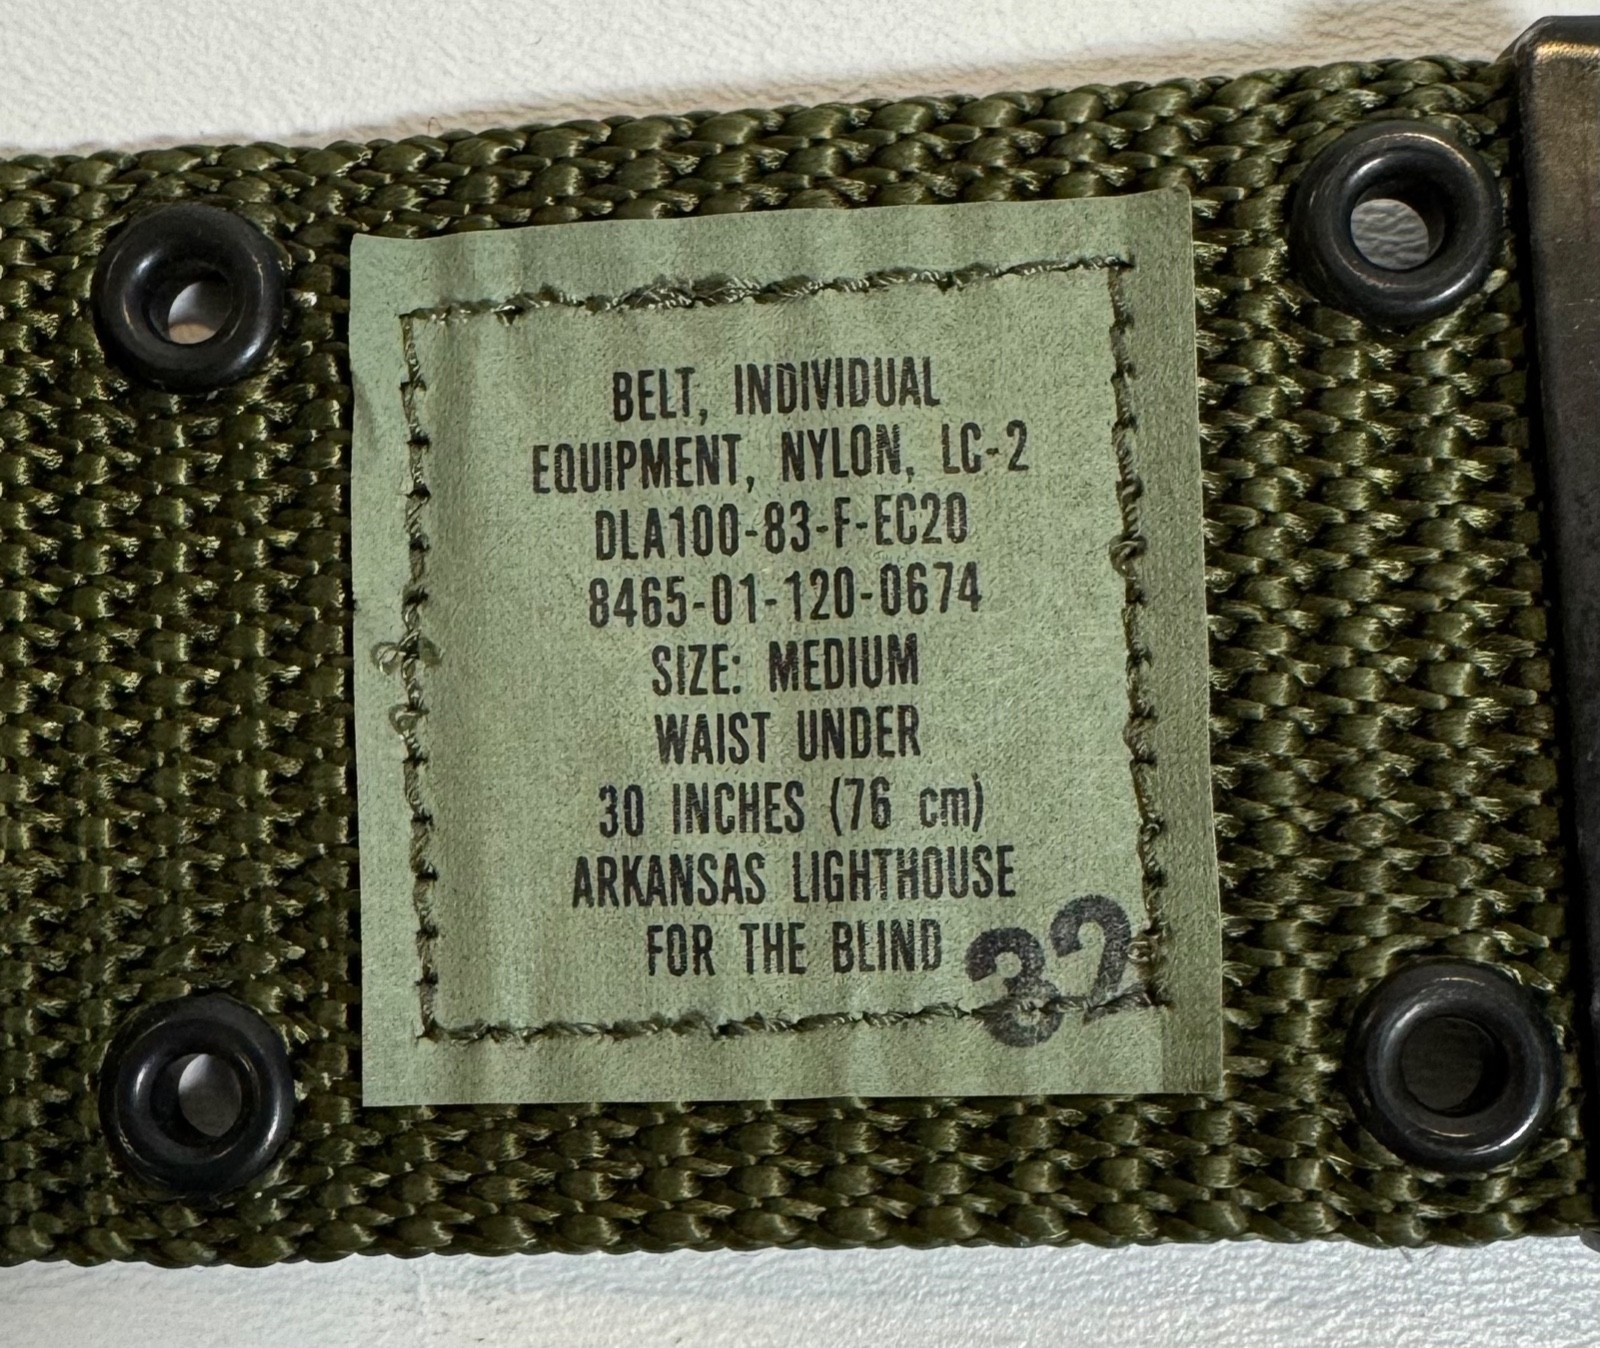 BELT, INDIVIDUAL
EQUIPMENT, NYLON, LC-2
DLA100-83-F-EC20
8465-01-120-0674
SIZE: MEDIUM
WAIST UNDER
30 INCHES (76 cm)
ARKANSAS LIGHTHOUSE
FOR THE BLIND
32